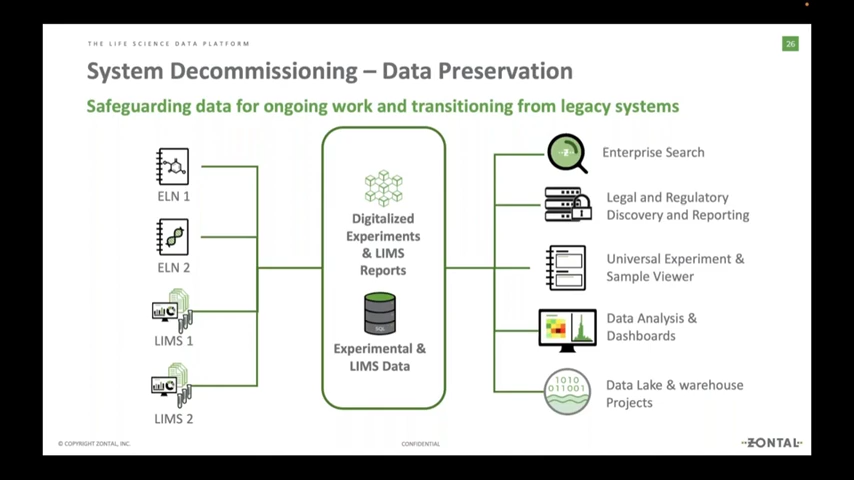 THE LIFE SCIENCE DATA PLATFORM
26
System Decommissioning – Data Preservation
Safeguarding data for ongoing work and transitioning from legacy systems
ELN 1
ELN 2
LIMS 1
LIMS 2
Digitalized
Experiments
& LIMS
Reports
SQL
Experimental &
LIMS Data
Z
Enterprise Search
Legal and Regulatory
Discovery and Reporting
Universal Experiment &
Sample Viewer
Data Analysis &
Dashboards
1010
011001
Data Lake & warehouse
Projects
© COPYRIGHT ZONTAL, INC.
CONFIDENTIAL
ZONTAL